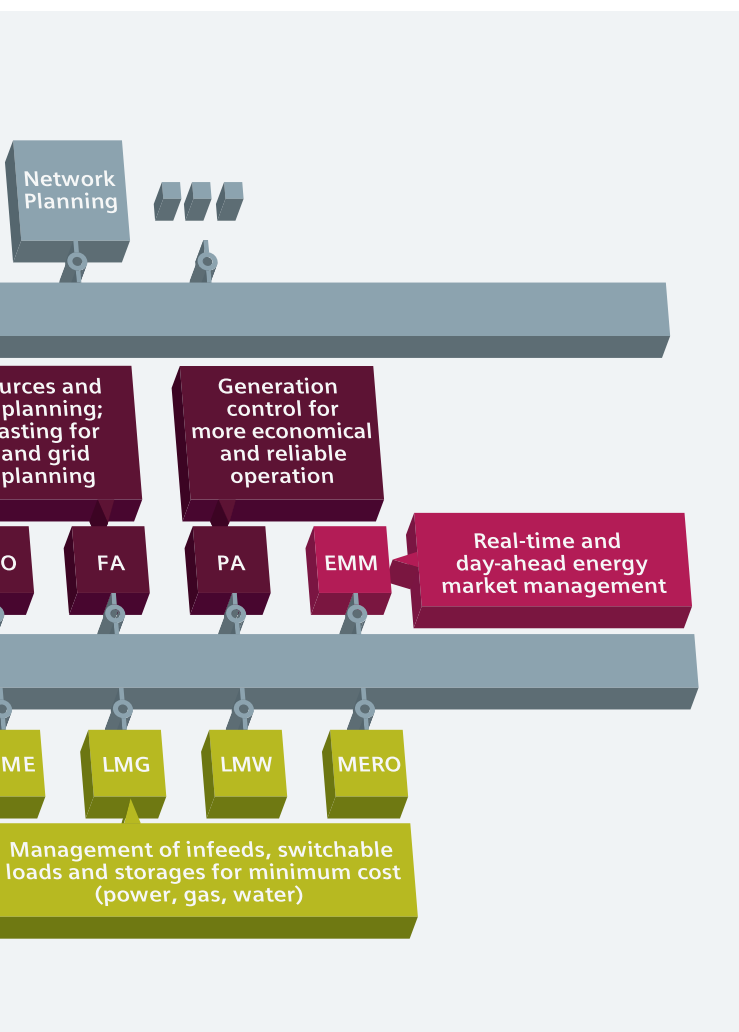 Network
Planning
urces and
planning;
asting for
and grid
planning
Generation
control for
more economical
and reliable
operation
O
FA
PA
EMM
Real-time and
day-ahead energy
market management
ME
LMG
LMW
MERO
Management of infeeds, switchable
loads and storages for minimum cost
(power, gas, water)